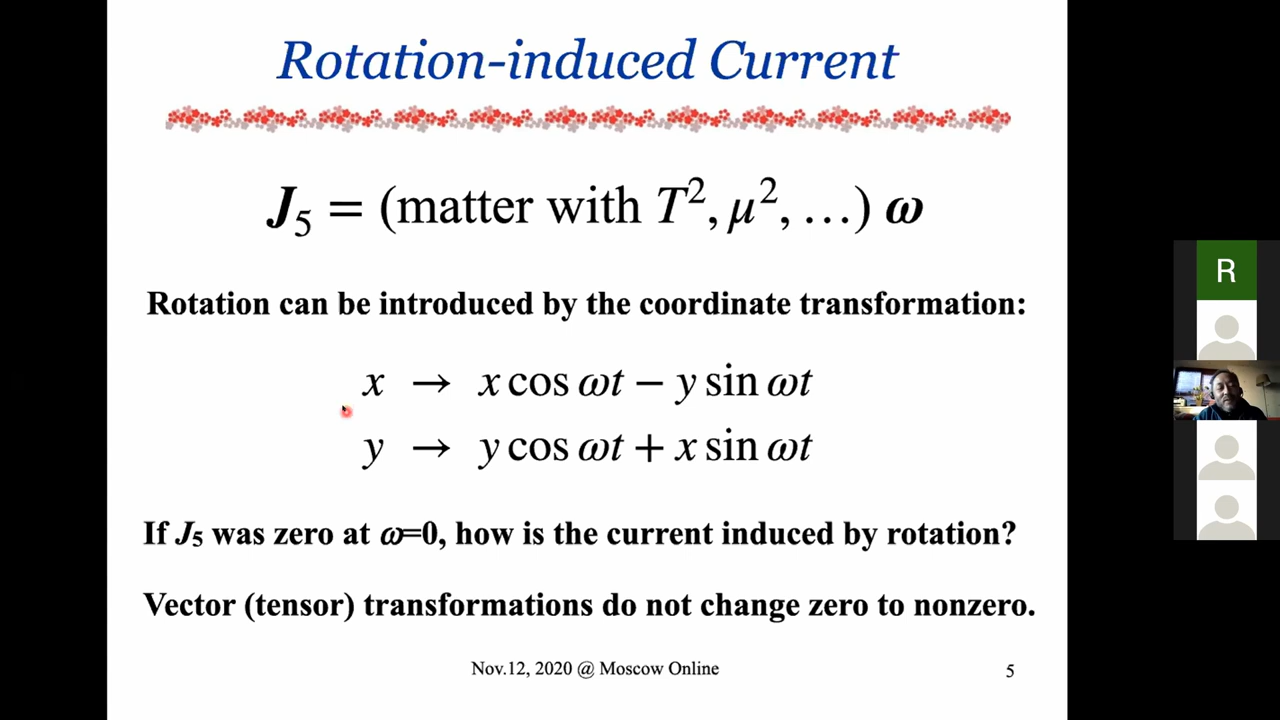 Rotation-induced Current
J₅ = (matter with T², μ², …) ω
Rotation can be introduced by the coordinate transformation:
x → x cos ωt − y sin ωt
y → y cos ωt + x sin ωt
If J₅ was zero at ω=0, how is the current induced by rotation?
Vector (tensor) transformations do not change zero to nonzero.
Nov.12, 2020 @ Moscow Online
5
R